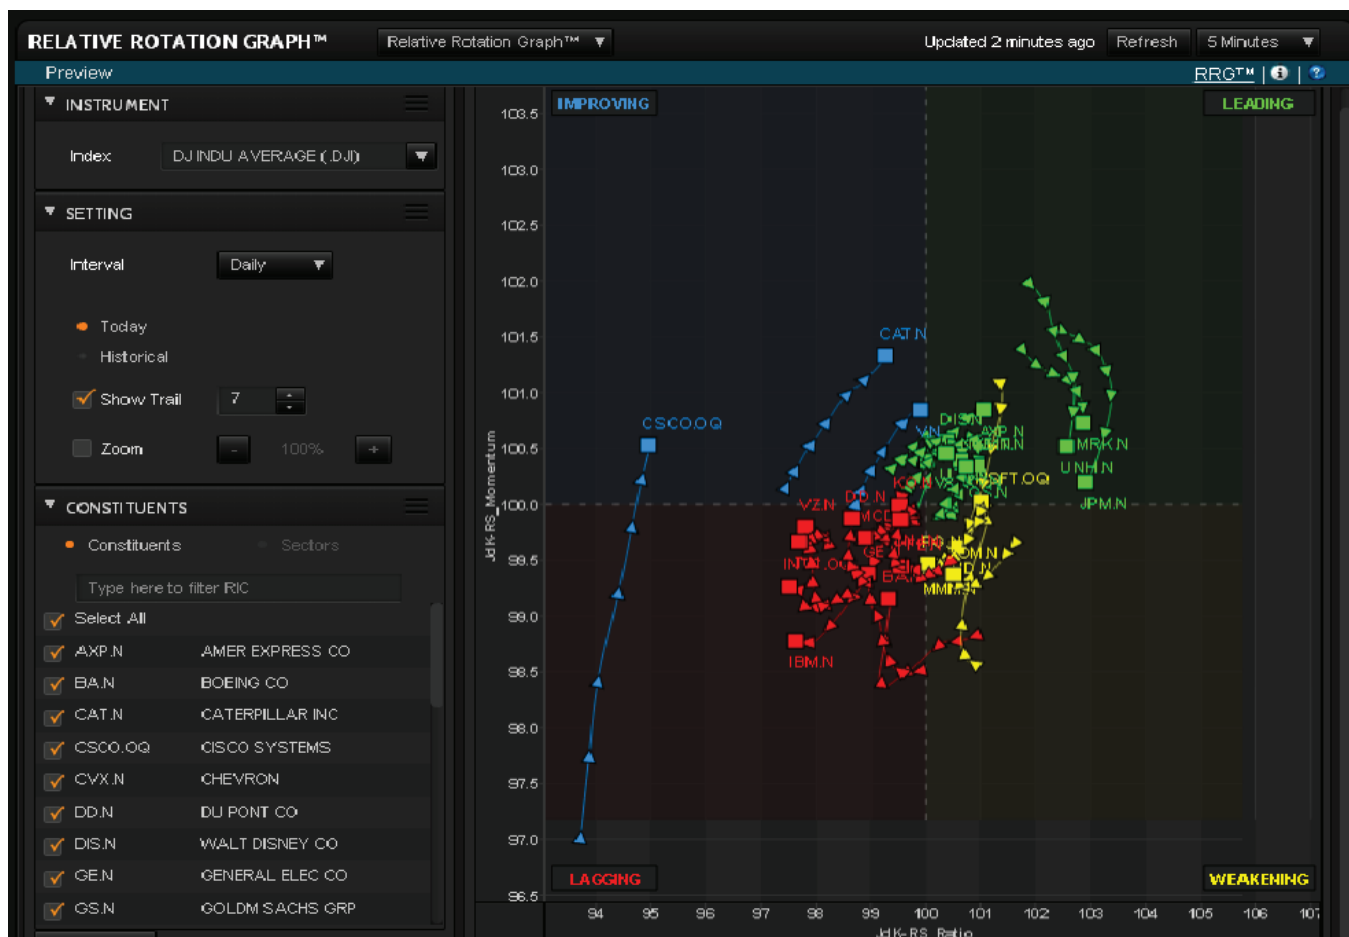 RELATIVE ROTATION GRAPH™ Relative Rotation Graph™ Updated 2 minutes ago Refresh 5 Minutes
Preview RRG™
INSTRUMENT
Index DJ INDU AVERAGE (.DJI)
SETTING
Interval Daily
Today
Historical
Show Trail 7
Zoom - 100% +
CONSTITUENTS
Constituents Sectors
Type here to filter RIC
Select All
AXP.N AMER EXPRESS CO
BA.N BOEING CO
CAT.N CATERPILLAR INC
CSCO.OQ CISCO SYSTEMS
CVX.N CHEVRON
DD.N DU PONT CO
DIS.N WALT DISNEY CO
GE.N GENERAL ELEC CO
GS.N GOLDM SACHS GRP
IMPROVING LEADING
103.5
103.0
102.5
102.0
101.5
101.0
100.5
100.0
99.5
99.0
98.5
98.0
97.5
97.0
96.5
JdK-RS_Momentum
CAT.N
CSCO.OQ
DIS.N
AXP.N
MRK.N
UNH.N
JPM.N
VZ.N
DD.N
IBM.N
LAGGING WEAKENING
94 95 96 97 98 99 100 101 102 103 104 105 106 107
JdK-RS_Ratio